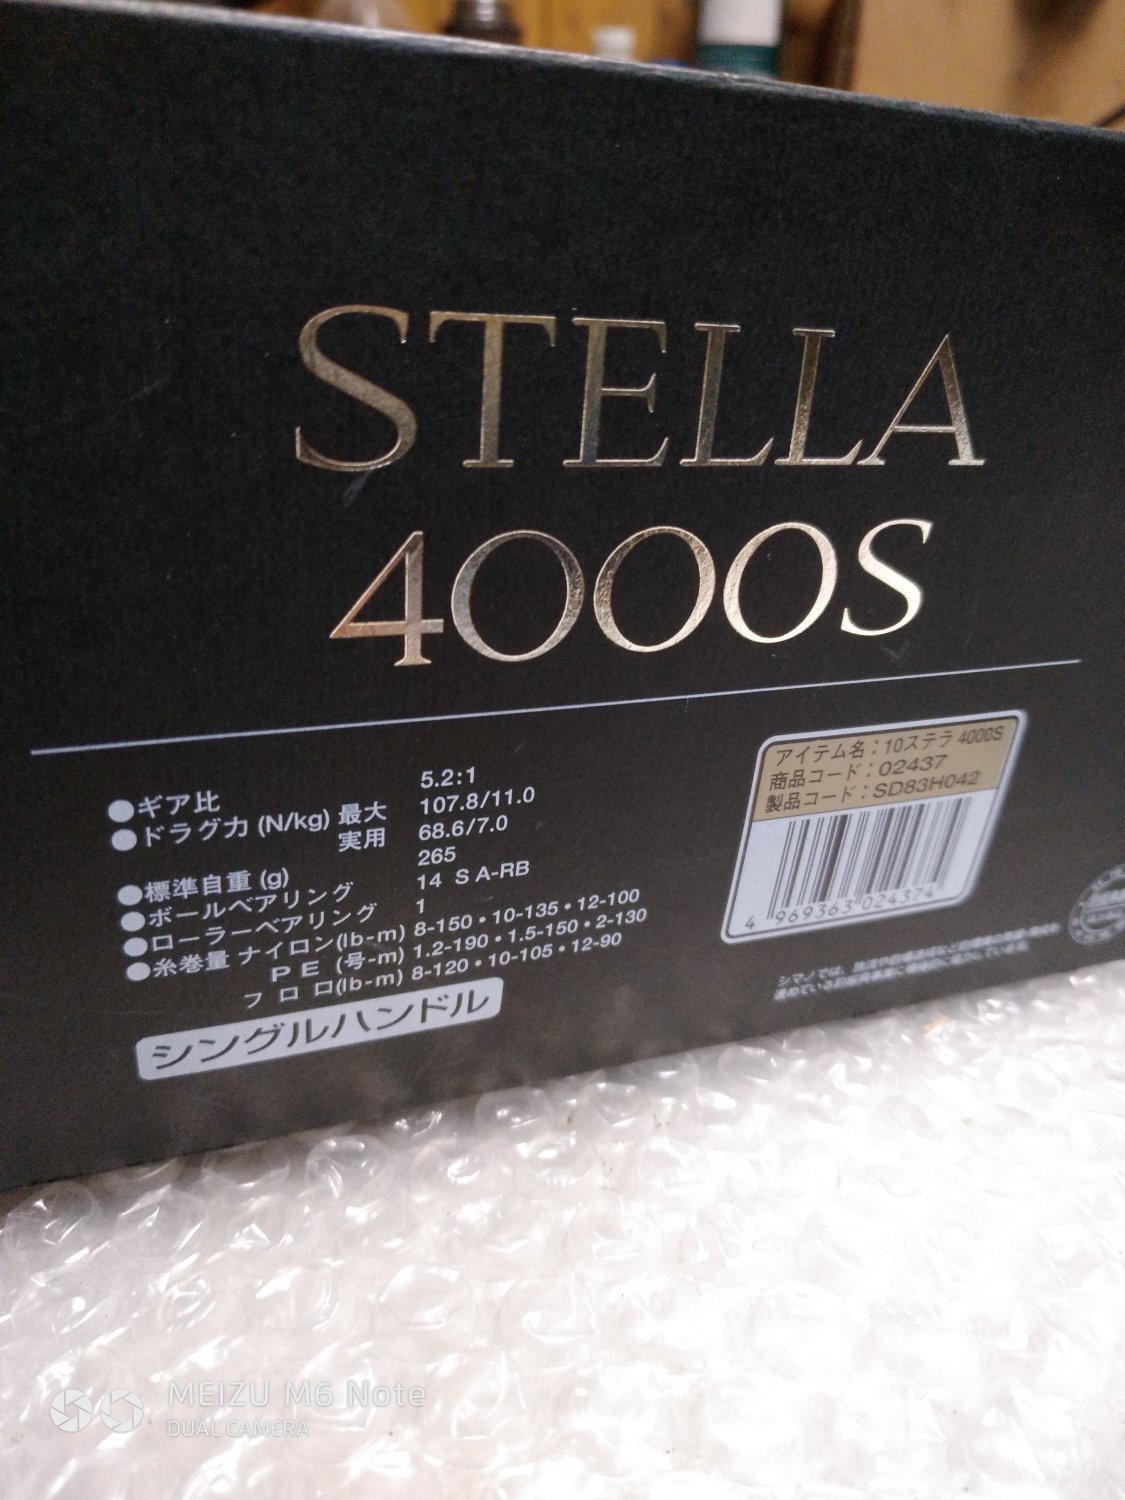 STELLA
4000S
●ギア比 5.2:1
●ドラグ力 (N/kg) 最大 107.8/11.0
実用 68.6/7.0
●標準自重 (g) 265
●ボールベアリング 14 S A-RB
●ローラーベアリング 1
●糸巻量 ナイロン(lb-m) 8-150・10-135・12-100
PE (号-m) 1.2-190・1.5-150・2-130
フロロ(lb-m) 8-120・10-105・12-90
シングルハンドル
アイテム名：10ステラ 4000S
商品コード：02437
製品コード：SD83H042
4 969363 024374
シマノでは、
MEIZU M6 Note
DUAL CAMERA